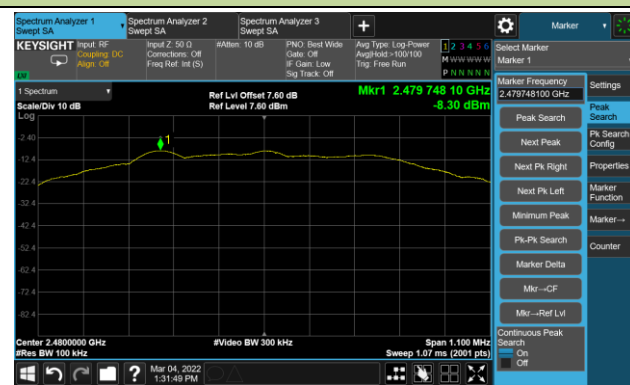 Spectrum Analyzer 1
Swept SA
Spectrum Analyzer 2
Swept SA
Spectrum Analyzer 3
Swept SA
+
Marker
KEYSIGHT
Input: RF
Coupling: DC
Align: Off
Input Z: 50 Ω
Corrections: Off
Freq Ref: Int (S)
#Atten: 10 dB
PNO: Best Wide
Gate: Off
IF Gain: Low
Sig Track: Off
Avg Type: Log-Power
Avg|Hold:>100/100
Trig: Free Run
1 2 3 4 5 6
M W W W W W
P N N N N N
Select Marker
Marker 1
1 Spectrum
Scale/Div 10 dB
Log
Ref Lvl Offset 7.60 dB
Ref Level 7.60 dBm
Mkr1 2.479 748 10 GHz
-8.30 dBm
Marker Frequency
2.479748100 GHz
Settings
Peak Search
Peak
Search
Next Peak
Pk Search
Config
Next Pk Right
Properties
Next Pk Left
Marker
Function
Minimum Peak
Marker→
Pk-Pk Search
Counter
Marker Delta
Mkr→CF
Mkr→Ref Lvl
Continuous Peak
Search
On
Off
1
-2.40
-12.4
-22.4
-32.4
-42.4
-52.4
-62.4
-72.4
-82.4
Center 2.4800000 GHz
#Res BW 100 kHz
#Video BW 300 kHz
Span 1.100 MHz
Sweep 1.07 ms (2001 pts)
?
Mar 04, 2022
1:31:49 PM